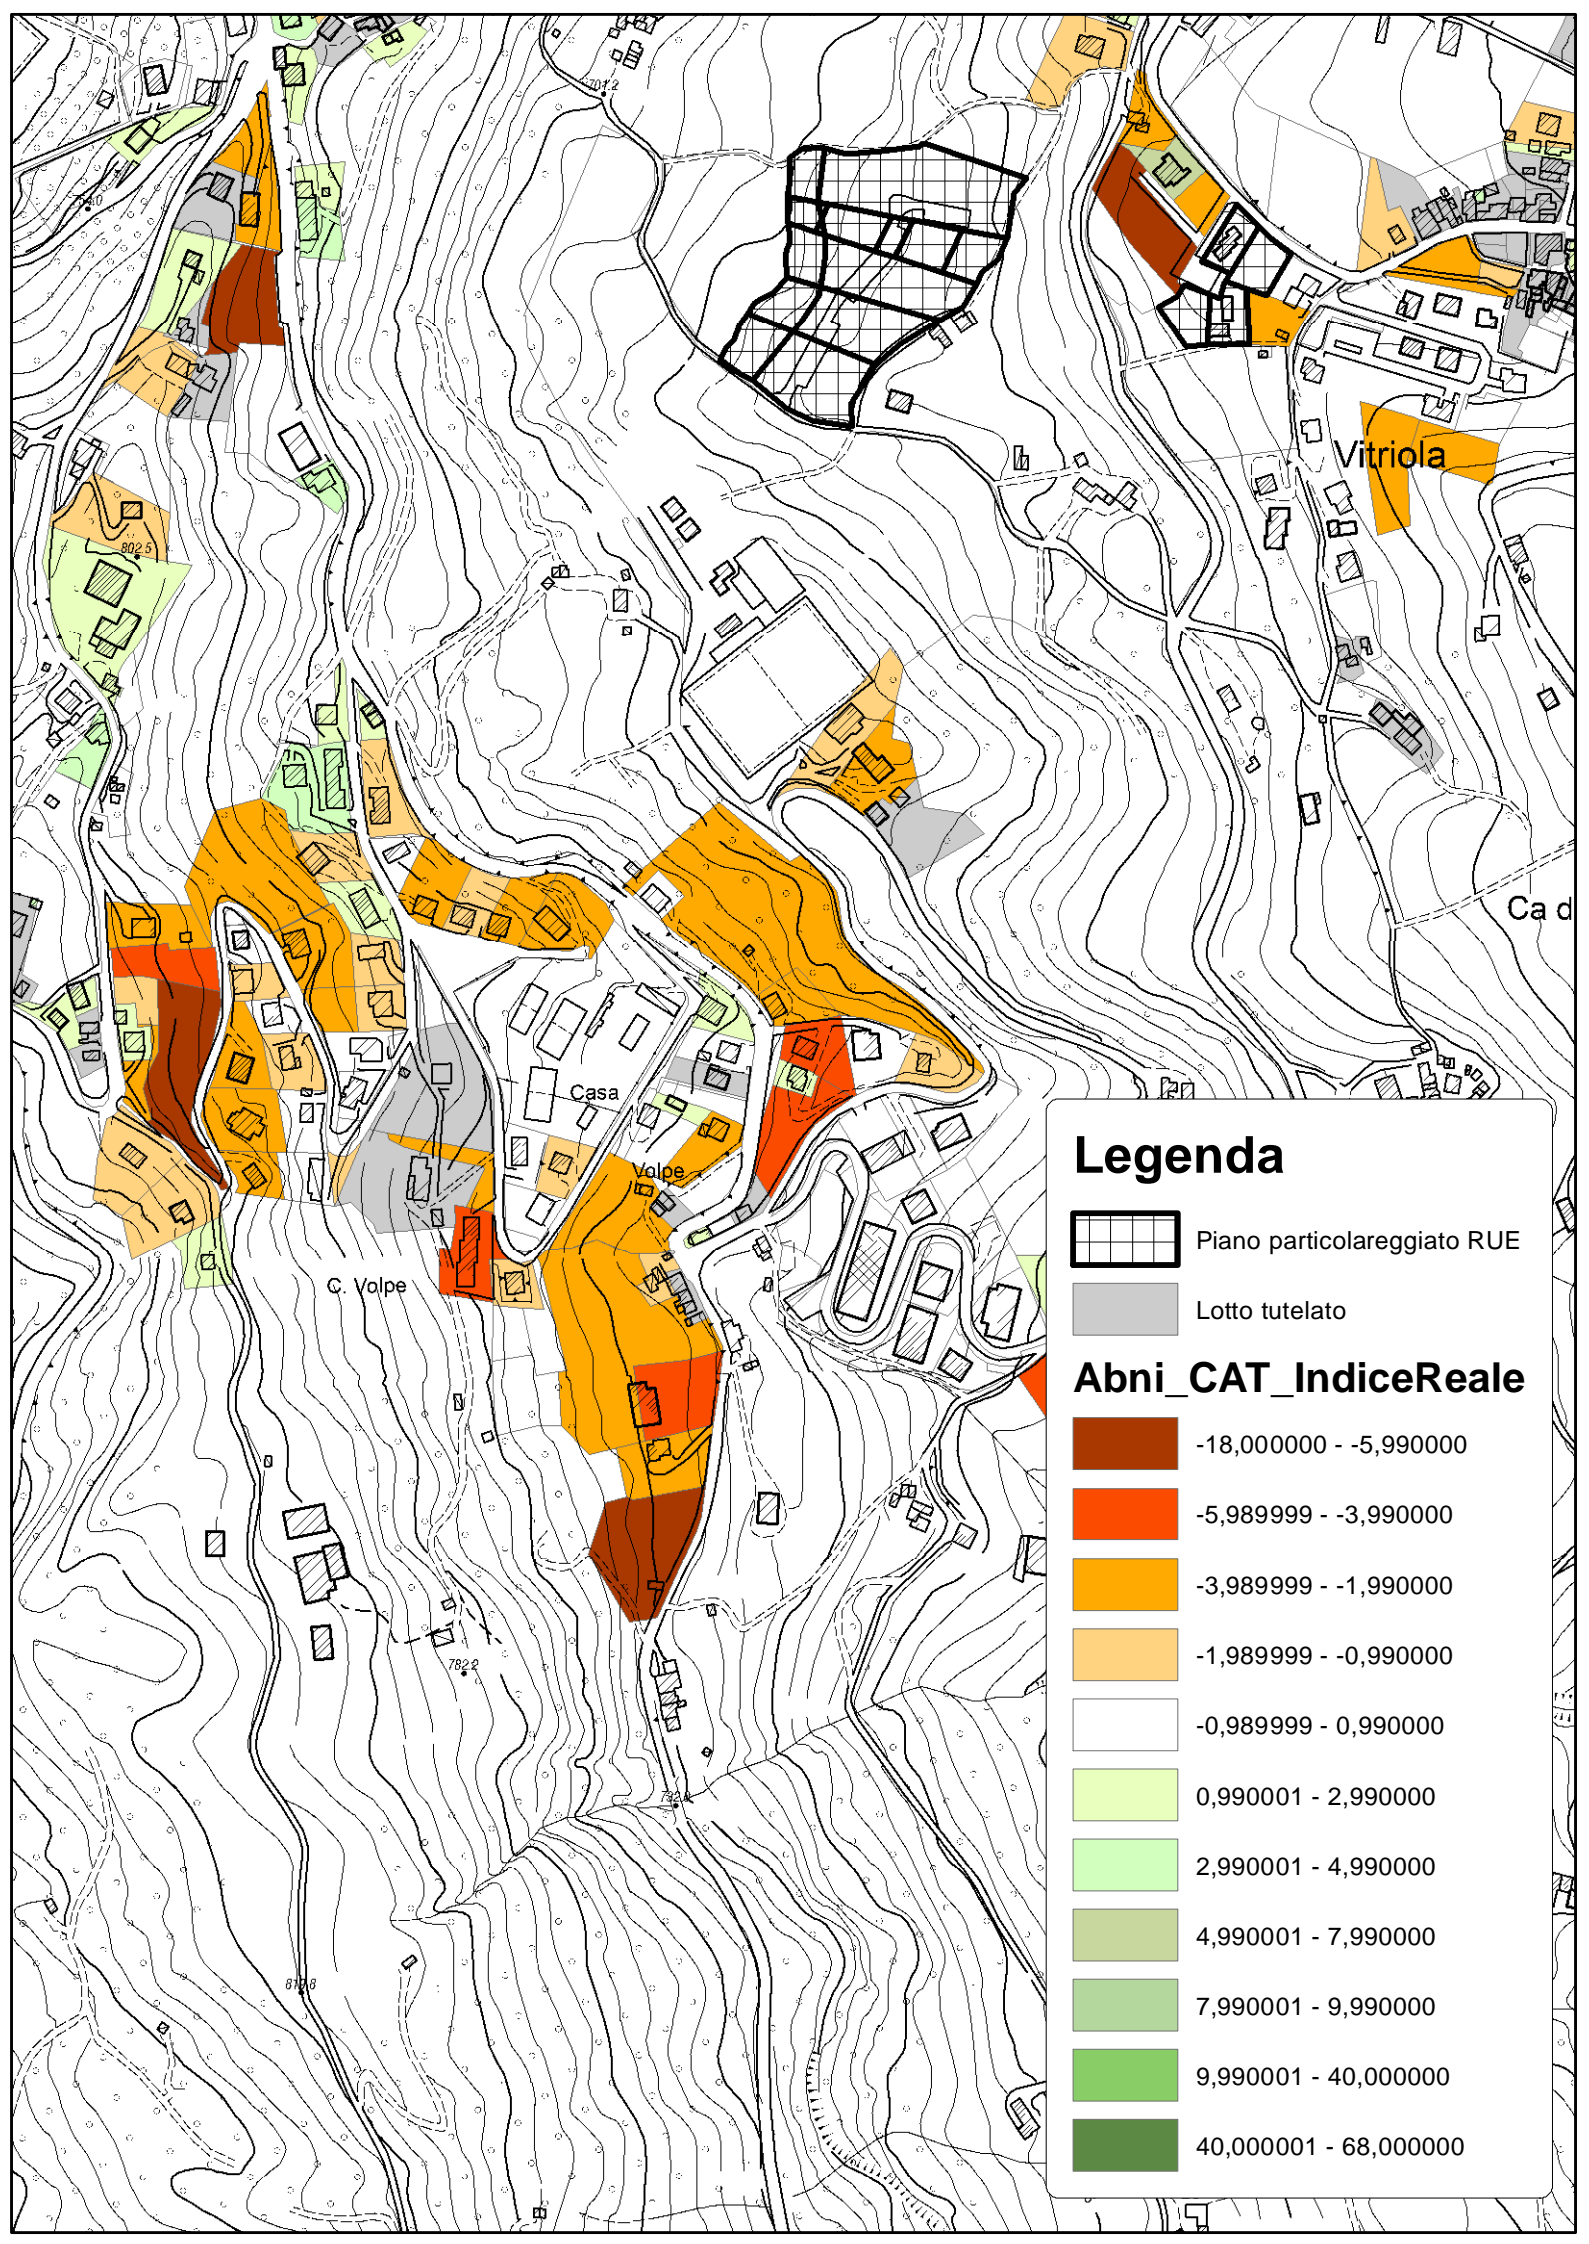 701.2
Vitriola
802.5
Ca d
Casa
Volpe
C. Volpe
782.2
Legenda
Piano particolareggiato RUE
Lotto tutelato
Abni_CAT_IndiceReale
-18,000000 - -5,990000
-5,989999 - -3,990000
-3,989999 - -1,990000
-1,989999 - -0,990000
-0,989999 - 0,990000
0,990001 - 2,990000
2,990001 - 4,990000
4,990001 - 7,990000
7,990001 - 9,990000
9,990001 - 40,000000
40,000001 - 68,000000